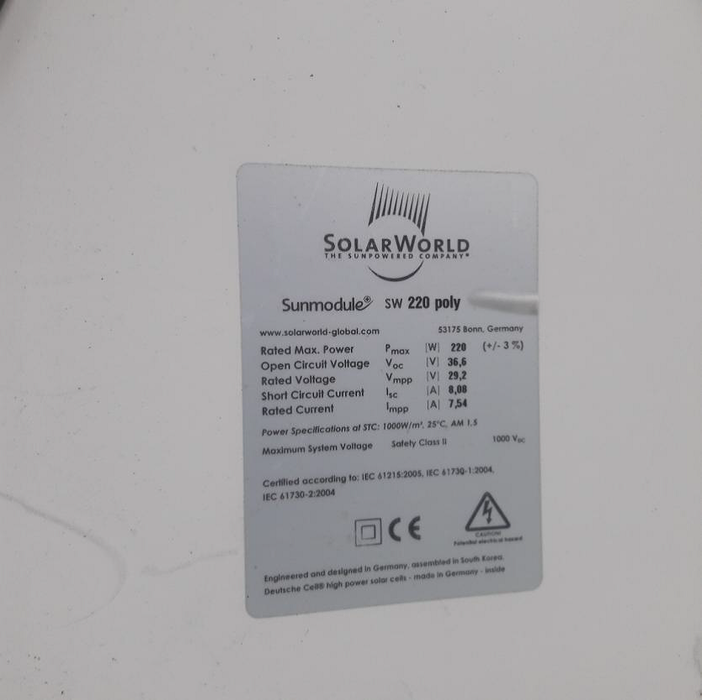 SOLARWORLD
THE SUNPOWERED COMPANY®
Sunmodule® SW 220 poly
www.solarworld-global.com 53175 Bonn, Germany
Rated Max. Power Pmax |W| 220 (+/- 3 %)
Open Circuit Voltage Voc |V| 36,6
Rated Voltage Vmpp |V| 29,2
Short Circuit Current Isc |A| 8,08
Rated Current Impp |A| 7,54
Power Specifications at STC: 1000W/m², 25°C, AM 1,5
Maximum System Voltage Safety Class II 1000 VDC
Certified according to: IEC 61215:2005, IEC 61730-1:2004,
IEC 61730-2:2004
CE
CAUTION!
Potential electrical hazard
Engineered and designed in Germany, assembled in South Korea.
Deutsche Cell® high power solar cells - made in Germany - inside